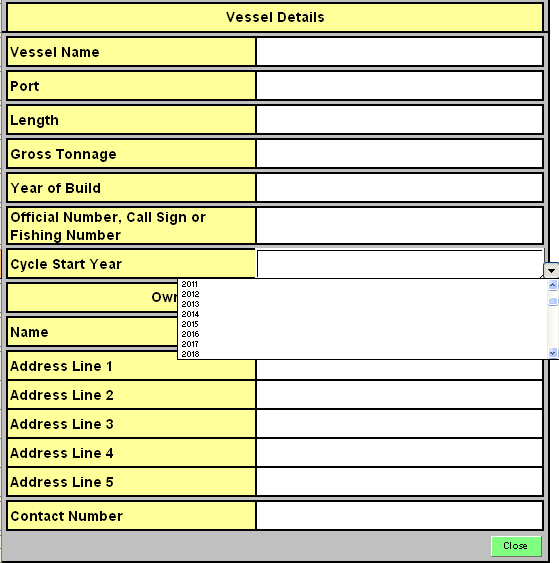 Vessel Details
Vessel Name
Port
Length
Gross Tonnage
Year of Build
Official Number, Call Sign or
Fishing Number
Cycle Start Year
2011
2012
2013
2014
2015
2016
2017
2018
Own
Name
Address Line 1
Address Line 2
Address Line 3
Address Line 4
Address Line 5
Contact Number
Close